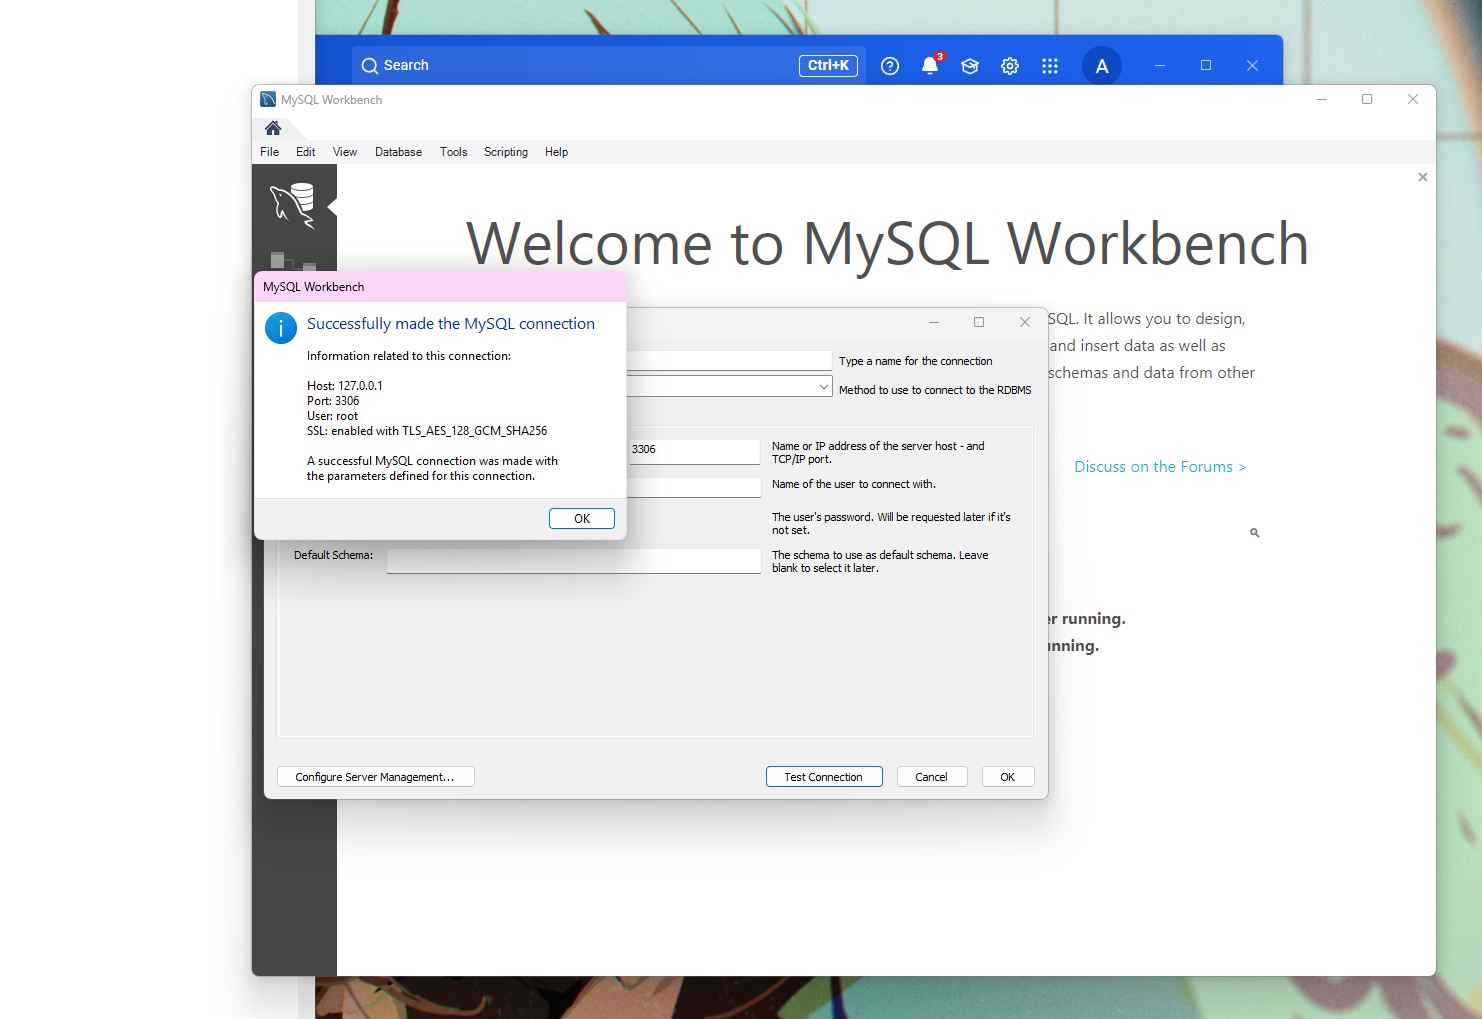 Search
Ctrl+K
3
A
MySQL Workbench
File Edit View Database Tools Scripting Help
Welcome to MySQL Workbench
MySQL Workbench
Successfully made the MySQL connection
Information related to this connection:
Host: 127.0.0.1
Port: 3306
User: root
SSL: enabled with TLS_AES_128_GCM_SHA256
A successful MySQL connection was made with
the parameters defined for this connection.
OK
SQL. It allows you to design,
and insert data as well as
schemas and data from other
Type a name for the connection
Method to use to connect to the RDBMS
3306
Name or IP address of the server host - and
TCP/IP port.
Name of the user to connect with.
The user's password. Will be requested later if it's
not set.
Default Schema:
The schema to use as default schema. Leave
blank to select it later.
Discuss on the Forums >
running.
Configure Server Management...
Test Connection
Cancel
OK